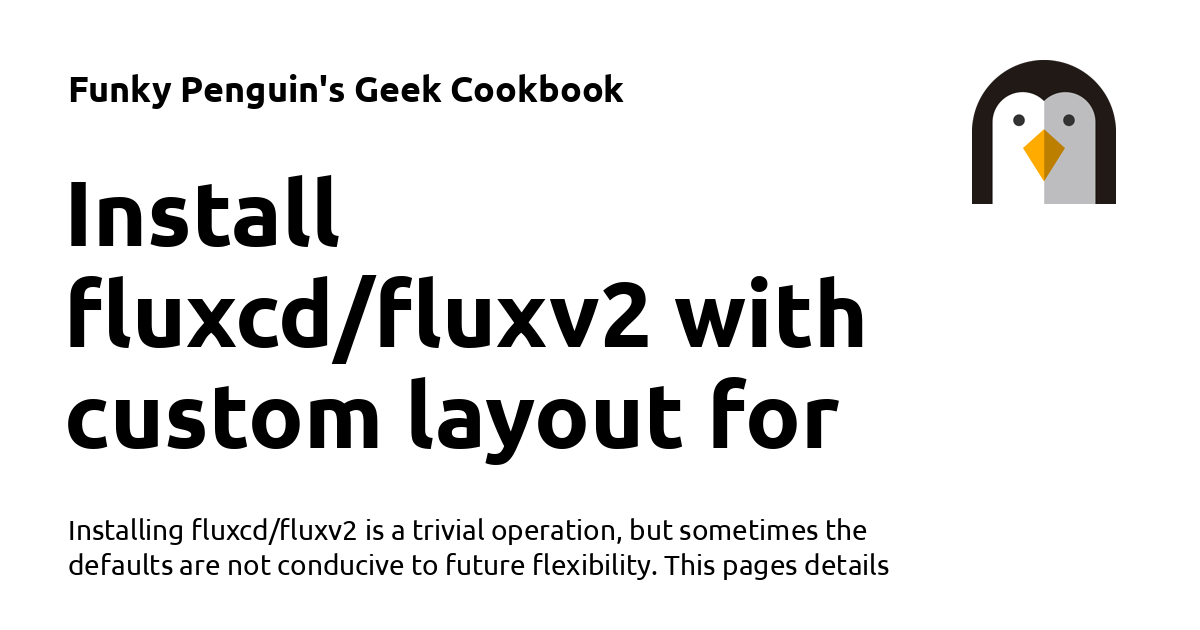 Funky Penguin's Geek Cookbook
Install
fluxcd/fluxv2 with
custom layout for
Installing fluxcd/fluxv2 is a trivial operation, but sometimes the
defaults are not conducive to future flexibility. This pages details